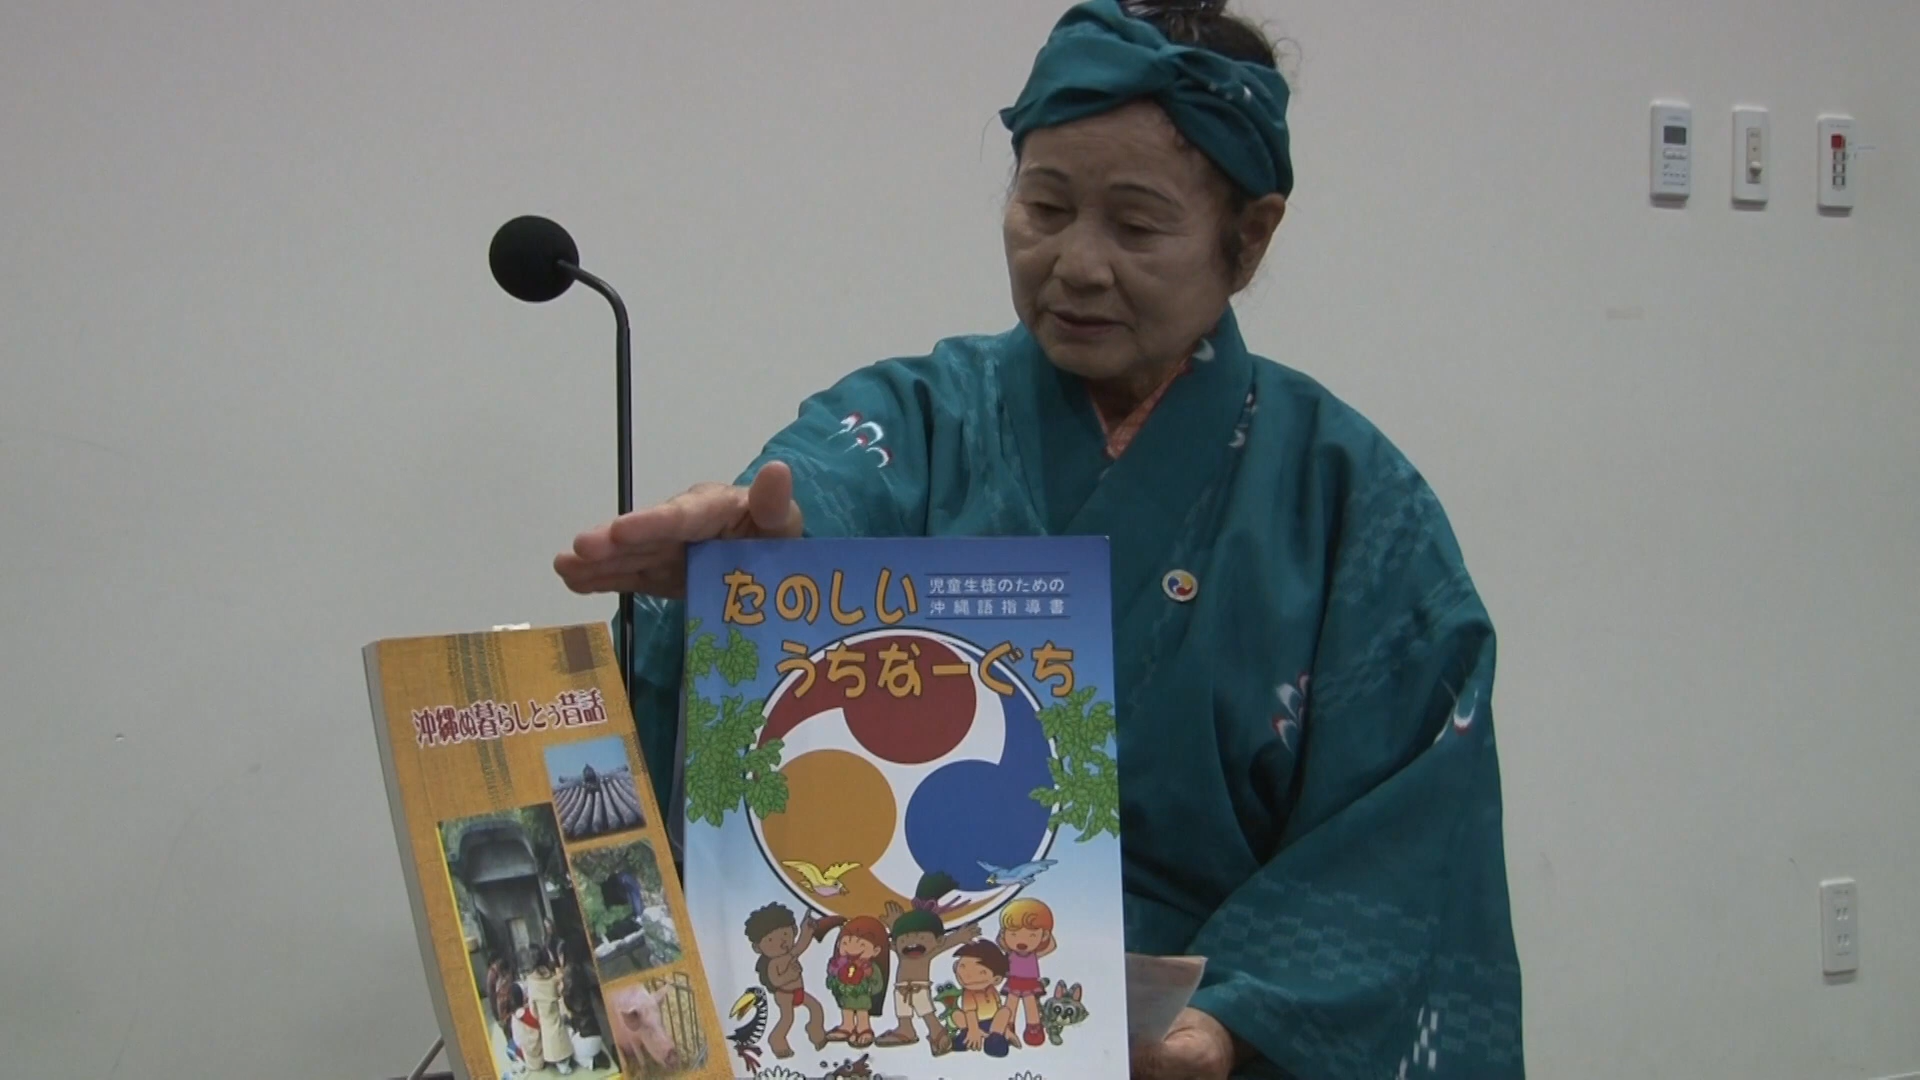 沖縄ぬ暮らしとぅ昔話
たのしい
児童生徒のための
沖縄語指導書
うちなーぐち